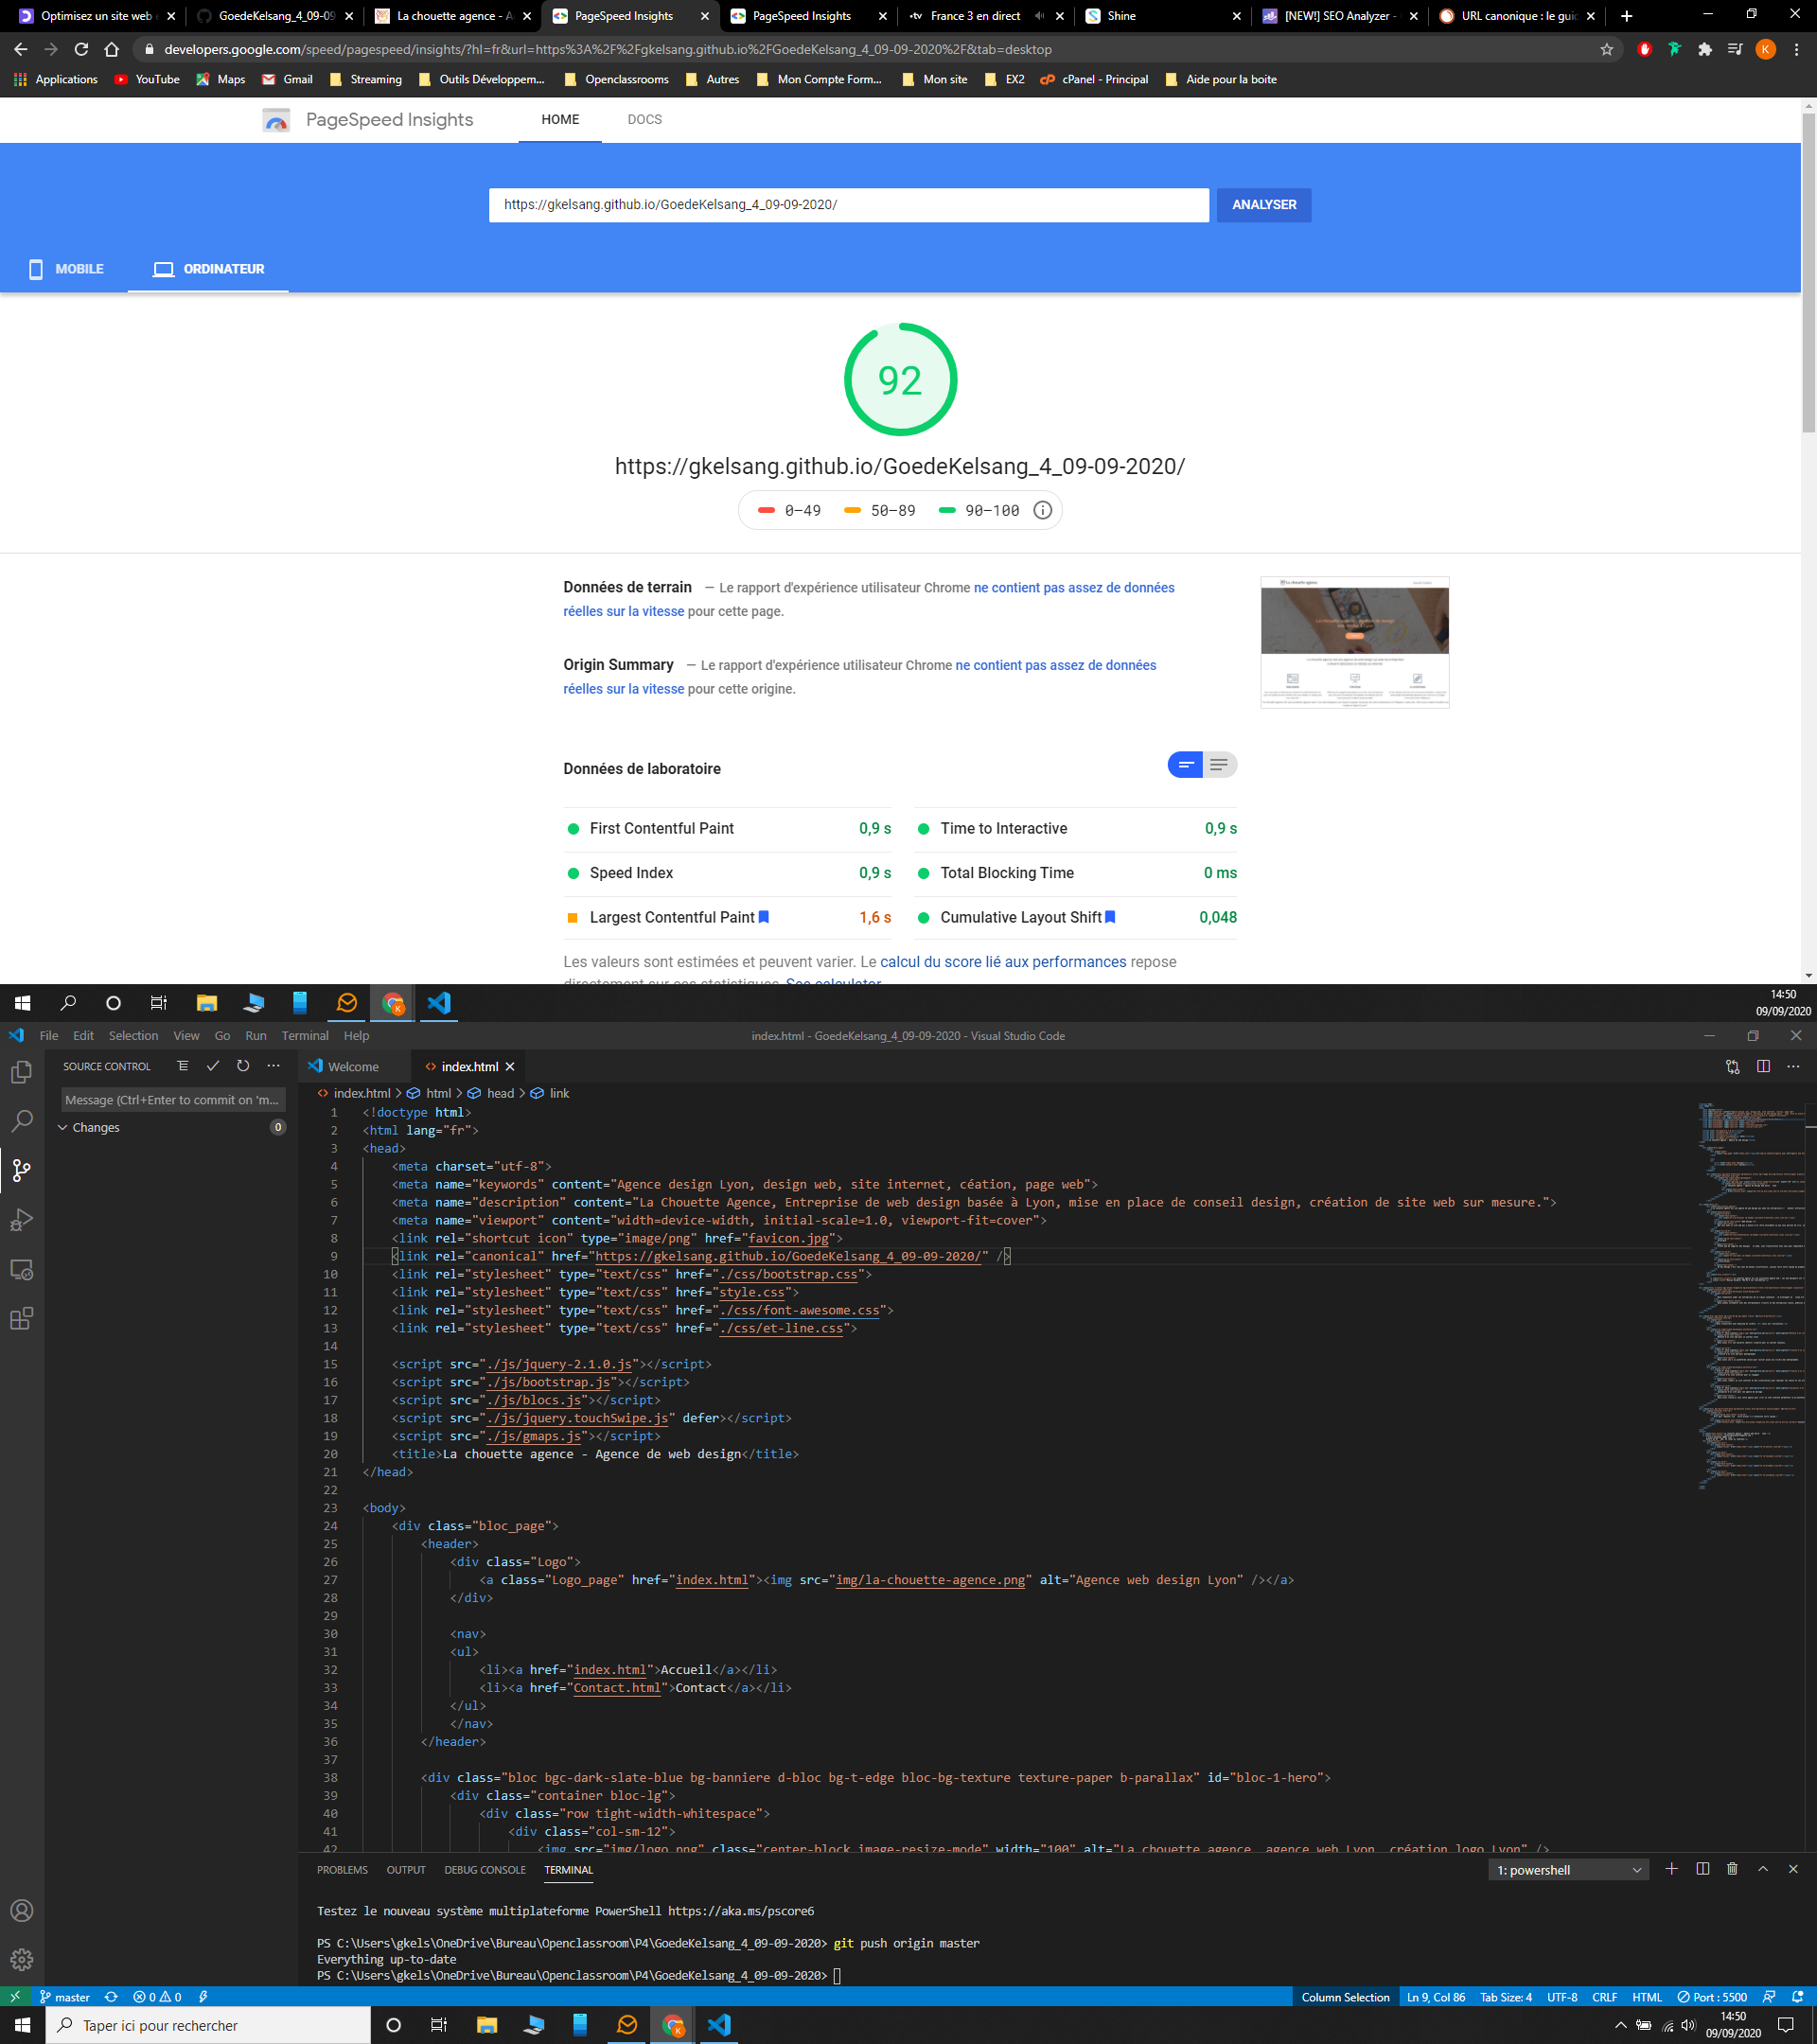 Optimisez un site web e
GoedeKelsang_4_09-09
La chouette agence - A
PageSpeed Insights
PageSpeed Insights
France 3 en direct
Shine
[NEW!] SEO Analyzer -
URL canonique : le guid
developers.google.com/speed/pagespeed/insights/?hl=fr&url=https%3A%2F%2Fgkelsang.github.io%2FGoedeKelsang_4_09-09-2020%2F&tab=desktop
K
Applications YouTube Maps Gmail Streaming Outils Développem... Openclassrooms Autres Mon Compte Form... Mon site EX2 cPanel - Principal Aide pour la boite
PageSpeed Insights HOME DOCS
https://gkelsang.github.io/GoedeKelsang_4_09-09-2020/ ANALYSER
MOBILE ORDINATEUR
92
https://gkelsang.github.io/GoedeKelsang_4_09-09-2020/
0–49 50–89 90–100
Données de terrain — Le rapport d'expérience utilisateur Chrome ne contient pas assez de données
réelles sur la vitesse pour cette page.
Origin Summary — Le rapport d'expérience utilisateur Chrome ne contient pas assez de données
réelles sur la vitesse pour cette origine.
Données de laboratoire
First Contentful Paint 0,9 s Time to Interactive 0,9 s
Speed Index 0,9 s Total Blocking Time 0 ms
Largest Contentful Paint 1,6 s Cumulative Layout Shift 0,048
Les valeurs sont estimées et peuvent varier. Le calcul du score lié aux performances repose
directement sur ces statistiques. See calculator.
14:50
09/09/2020
File Edit Selection View Go Run Terminal Help index.html - GoedeKelsang_4_09-09-2020 - Visual Studio Code
SOURCE CONTROL Welcome index.html
Message (Ctrl+Enter to commit on 'm...
Changes 0
index.html > html > head > link
1 <!doctype html>
2 <html lang="fr">
3 <head>
4 <meta charset="utf-8">
5 <meta name="keywords" content="Agence design Lyon, design web, site internet, céation, page web">
6 <meta name="description" content="La Chouette Agence, Entreprise de web design basée à Lyon, mise en place de conseil design, création de site web sur mesure.">
7 <meta name="viewport" content="width=device-width, initial-scale=1.0, viewport-fit=cover">
8 <link rel="shortcut icon" type="image/png" href="favicon.jpg">
9 <link rel="canonical" href="https://gkelsang.github.io/GoedeKelsang_4_09-09-2020/" />
10 <link rel="stylesheet" type="text/css" href="./css/bootstrap.css">
11 <link rel="stylesheet" type="text/css" href="style.css">
12 <link rel="stylesheet" type="text/css" href="./css/font-awesome.css">
13 <link rel="stylesheet" type="text/css" href="./css/et-line.css">
14
15 <script src="./js/jquery-2.1.0.js"></script>
16 <script src="./js/bootstrap.js"></script>
17 <script src="./js/blocs.js"></script>
18 <script src="./js/jquery.touchSwipe.js" defer></script>
19 <script src="./js/gmaps.js"></script>
20 <title>La chouette agence - Agence de web design</title>
21 </head>
22
23 <body>
24 <div class="bloc_page">
25 <header>
26 <div class="Logo">
27 <a class="Logo_page" href="index.html"><img src="img/la-chouette-agence.png" alt="Agence web design Lyon" /></a>
28 </div>
29
30 <nav>
31 <ul>
32 <li><a href="index.html">Accueil</a></li>
33 <li><a href="Contact.html">Contact</a></li>
34 </ul>
35 </nav>
36 </header>
37
38 <div class="bloc bgc-dark-slate-blue bg-banniere d-bloc bg-t-edge bloc-bg-texture texture-paper b-parallax" id="bloc-1-hero">
39 <div class="container bloc-lg">
40 <div class="row tight-width-whitespace">
41 <div class="col-sm-12">
42 <img src="img/logo.png" class="center-block image-resize-mode" width="100" alt="La chouette agence, agence web Lyon, création logo Lyon" />
PROBLEMS OUTPUT DEBUG CONSOLE TERMINAL 1: powershell
Testez le nouveau système multiplateforme PowerShell https://aka.ms/pscore6
PS C:\Users\gkels\OneDrive\Bureau\Openclassroom\P4\GoedeKelsang_4_09-09-2020> git push origin master
Everything up-to-date
PS C:\Users\gkels\OneDrive\Bureau\Openclassroom\P4\GoedeKelsang_4_09-09-2020>
master 0 0 Column Selection Ln 9, Col 86 Tab Size: 4 UTF-8 CRLF HTML Port : 5500
Taper ici pour rechercher
14:50
09/09/2020